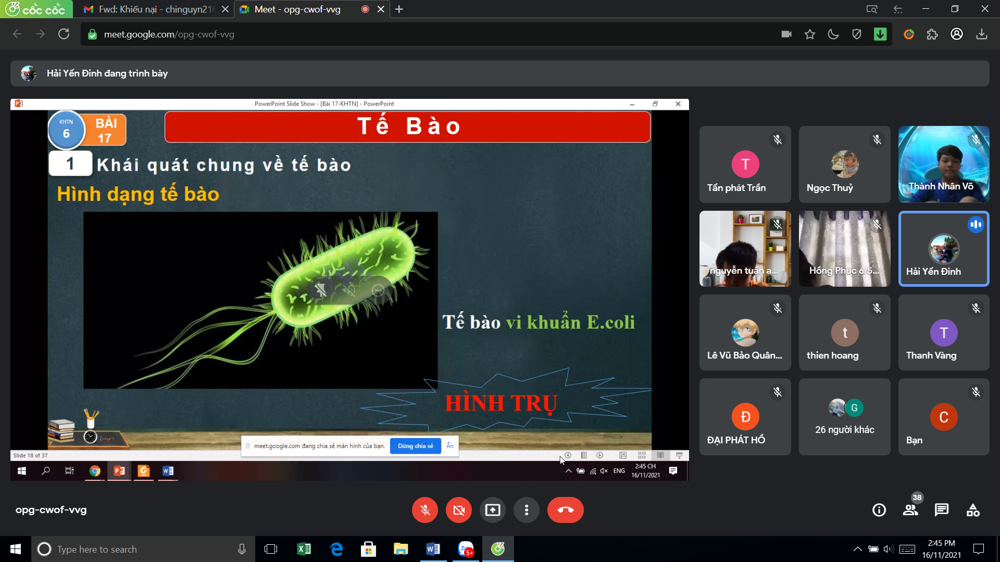 cốc cốc
Fwd: Khiếu nại - chinguyn216
Meet - opg-cwof-vvg
meet.google.com/opg-cwof-vvg
Hải Yến Đinh đang trình bày
PowerPoint Slide Show - [Bài 17-KHTN] - PowerPoint
KHTN
6
BÀI
17
Tế Bào
1
Khái quát chung về tế bào
Hình dạng tế bào
Tế bào vi khuẩn E.coli
HÌNH TRỤ
meet.google.com đang chia sẻ màn hình của bạn.
Dừng chia sẻ
Ẩn
Slide 18 of 37
ENG
2:45 CH
16/11/2021
T
Tấn phát Trần
Ngọc Thuỷ
Thành Nhân Võ
nguyễn tuấn a...
Hồng Phúc 6/5...
Hải Yến Đinh
Lê Vũ Bảo Quân...
t
thien hoang
T
Thanh Vàng
Đ
ĐẠI PHÁT HỒ
G
26 người khác
C
Bạn
opg-cwof-vvg
38
Type here to search
5+
2:45 PM
16/11/2021